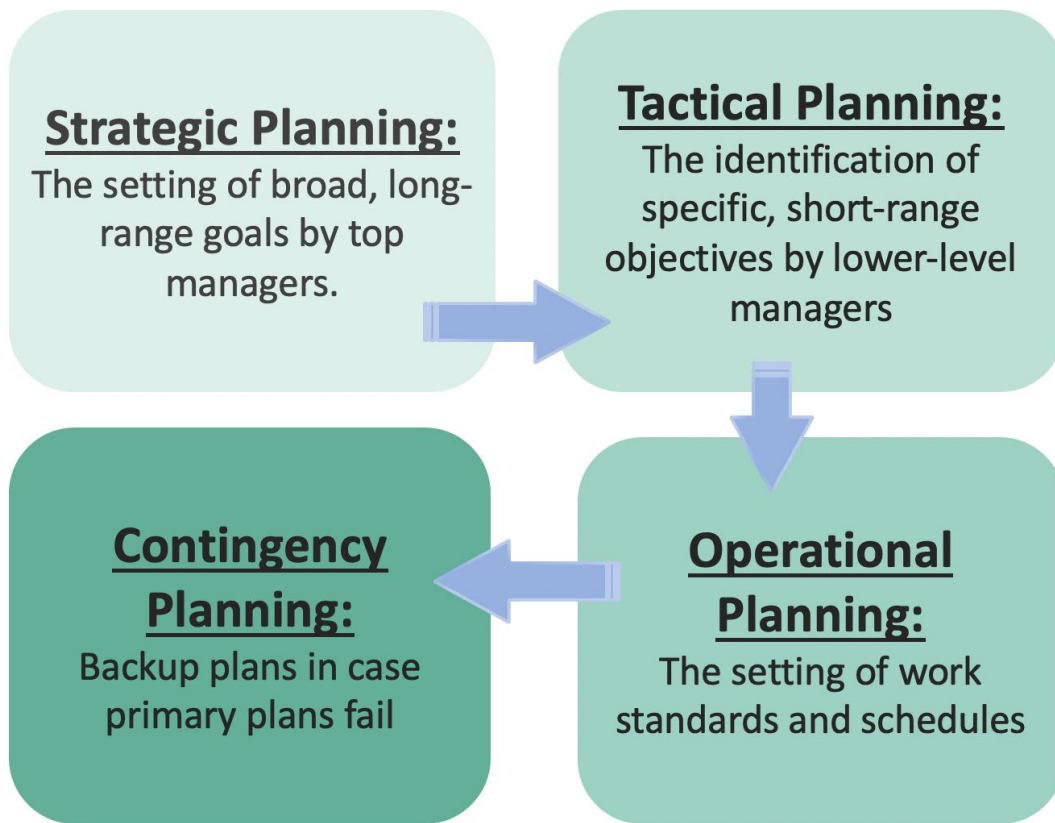 Strategic Planning:
The setting of broad, long-
range goals by top
managers.
Tactical Planning:
The identification of
specific, short-range
objectives by lower-level
managers
Operational
Planning:
The setting of work
standards and schedules
Contingency
Planning:
Backup plans in case
primary plans fail